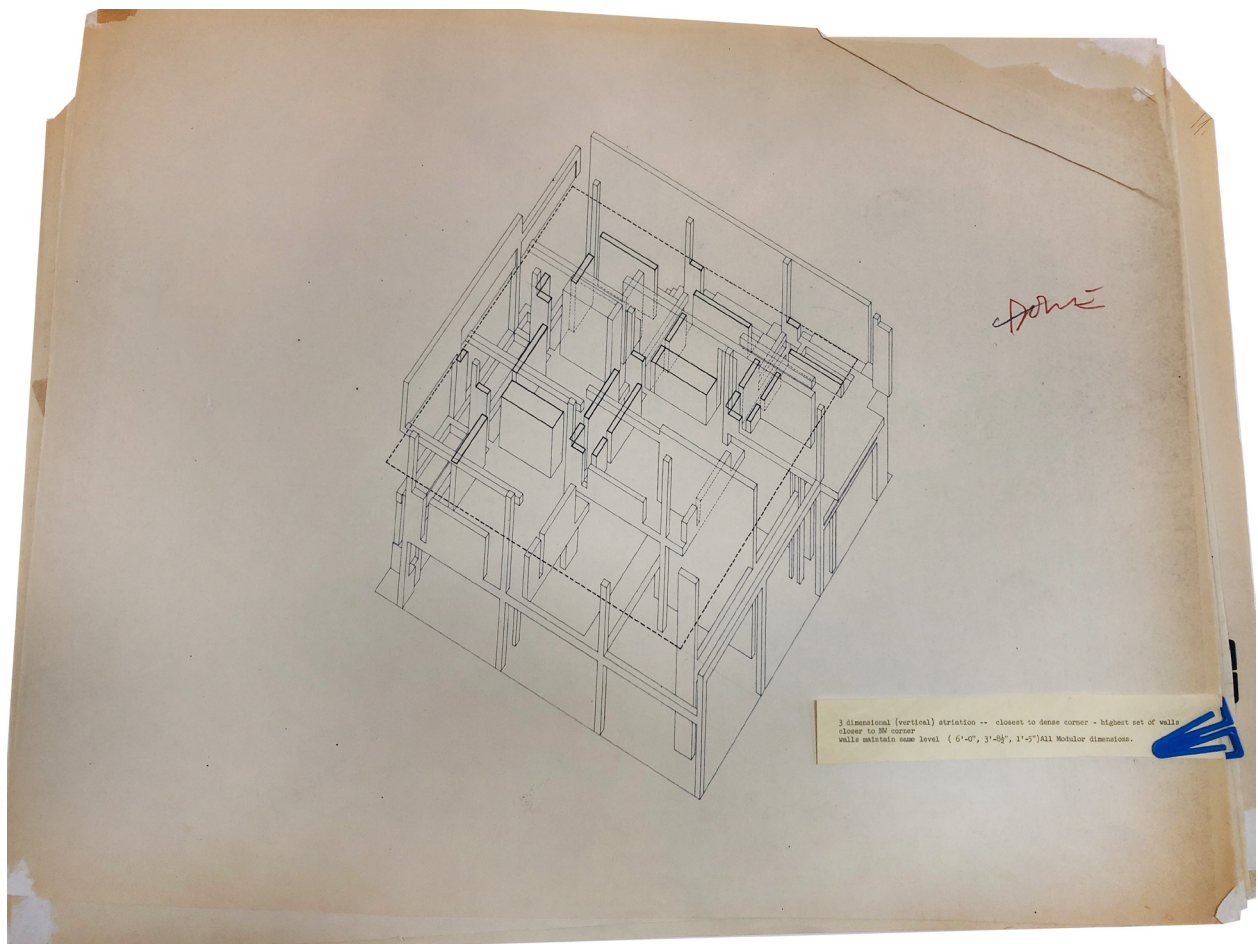 DONE
3 dimensional (vertical) striation -- closest to dense corner - highest set of walls
closer to NW corner
walls maintain same level ( 6'-0", 3'-8½", 1'-5")All Modulor dimensions.